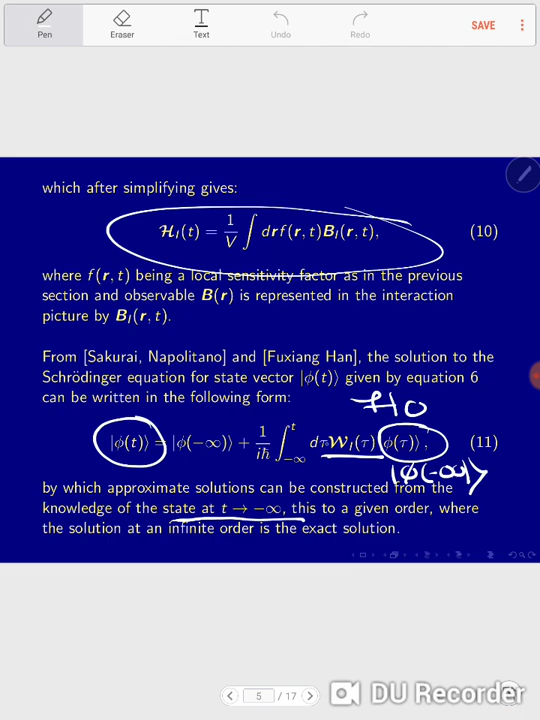 Pen Eraser Text Undo Redo SAVE
which after simplifying gives:
𝓗_I(t) = 1/V ∫ d𝒓f(𝒓, t)𝑩_I(𝒓, t), (10)
where f(𝒓, t) being a local sensitivity factor as in the previous
section and observable 𝑩(𝒓) is represented in the interaction
picture by 𝑩_I(𝒓, t).
From [Sakurai, Napolitano] and [Fuxiang Han], the solution to the
Schrödinger equation for state vector |ϕ(t)⟩ given by equation 6
can be written in the following form:
|ϕ(t)⟩ = |ϕ(−∞)⟩ + 1/iℏ ∫_{−∞}^{t} dτ𝓦_I(τ) ϕ(τ)⟩, (11)
|ϕ(-∞)⟩
by which approximate solutions can be constructed from the
knowledge of the state at t → −∞, this to a given order, where
the solution at an infinite order is the exact solution.
5 / 17
DU Recorder